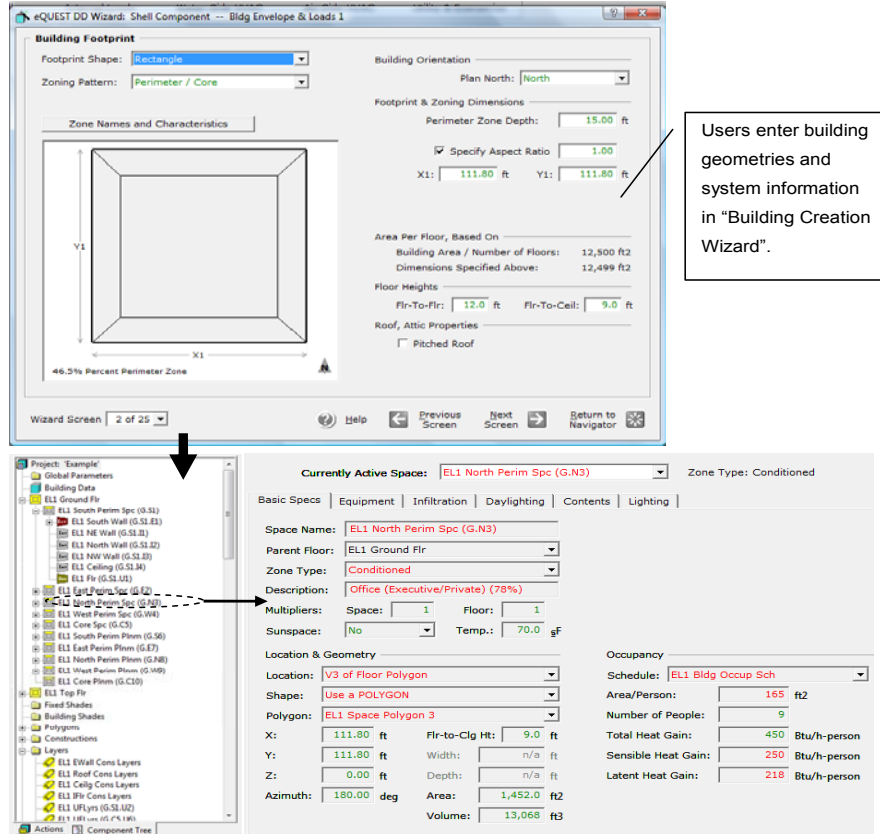 eQUEST DD Wizard: Shell Component -- Bldg Envelope & Loads 1
Building Footprint
Footprint Shape: Rectangle
Zoning Pattern: Perimeter / Core
Zone Names and Characteristics
Y1
X1
46.5% Percent Perimeter Zone
Building Orientation
Plan North: North
Footprint & Zoning Dimensions
Perimeter Zone Depth: 15.00 ft
Specify Aspect Ratio 1.00
X1: 111.80 ft Y1: 111.80 ft
Area Per Floor, Based On
Building Area / Number of Floors: 12,500 ft2
Dimensions Specified Above: 12,499 ft2
Floor Heights
Flr-To-Flr: 12.0 ft Flr-To-Ceil: 9.0 ft
Roof, Attic Properties
Pitched Roof
Wizard Screen 2 of 25
Help
Previous Screen
Next Screen
Return to Navigator
Users enter building
geometries and
system information
in “Building Creation
Wizard”.
Project: 'Example'
Global Parameters
Building Data
EL1 Ground Flr
EL1 South Perim Spc (G.S1)
EL1 South Wall (G.S1.E1)
EL1 NE Wall (G.S1.I1)
EL1 North Wall (G.S1.I2)
EL1 NW Wall (G.S1.I3)
EL1 Ceiling (G.S1.I4)
EL1 Flr (G.S1.U1)
EL1 East Perim Spc (G.E2)
EL1 North Perim Spc (G.N3)
EL1 West Perim Spc (G.W4)
EL1 Core Spc (G.C5)
EL1 South Perim Plnm (G.S6)
EL1 East Perim Plnm (G.E7)
EL1 North Perim Plnm (G.N8)
EL1 West Perim Plnm (G.W9)
EL1 Core Plnm (G.C10)
EL1 Top Flr
Fixed Shades
Building Shades
Polygons
Constructions
Layers
EL1 EWall Cons Layers
EL1 Roof Cons Layers
EL1 Ceilg Cons Layers
EL1 IFlr Cons Layers
EL1 UFLyrs (G.S1.U2)
EL1 UFLyrs (G.C5.U6)
Actions Component Tree
Currently Active Space: EL1 North Perim Spc (G.N3) Zone Type: Conditioned
Basic Specs Equipment Infiltration Daylighting Contents Lighting
Space Name: EL1 North Perim Spc (G.N3)
Parent Floor: EL1 Ground Flr
Zone Type: Conditioned
Description: Office (Executive/Private) (78%)
Multipliers: Space: 1 Floor: 1
Sunspace: No Temp.: 70.0 gF
Location & Geometry
Location: V3 of Floor Polygon
Shape: Use a POLYGON
Polygon: EL1 Space Polygon 3
X: 111.80 ft Flr-to-Clg Ht: 9.0 ft
Y: 111.80 ft Width: n/a ft
Z: 0.00 ft Depth: n/a ft
Azimuth: 180.00 deg Area: 1,452.0 ft2
Volume: 13,068 ft3
Occupancy
Schedule: EL1 Bldg Occup Sch
Area/Person: 165 ft2
Number of People: 9
Total Heat Gain: 450 Btu/h-person
Sensible Heat Gain: 250 Btu/h-person
Latent Heat Gain: 218 Btu/h-person